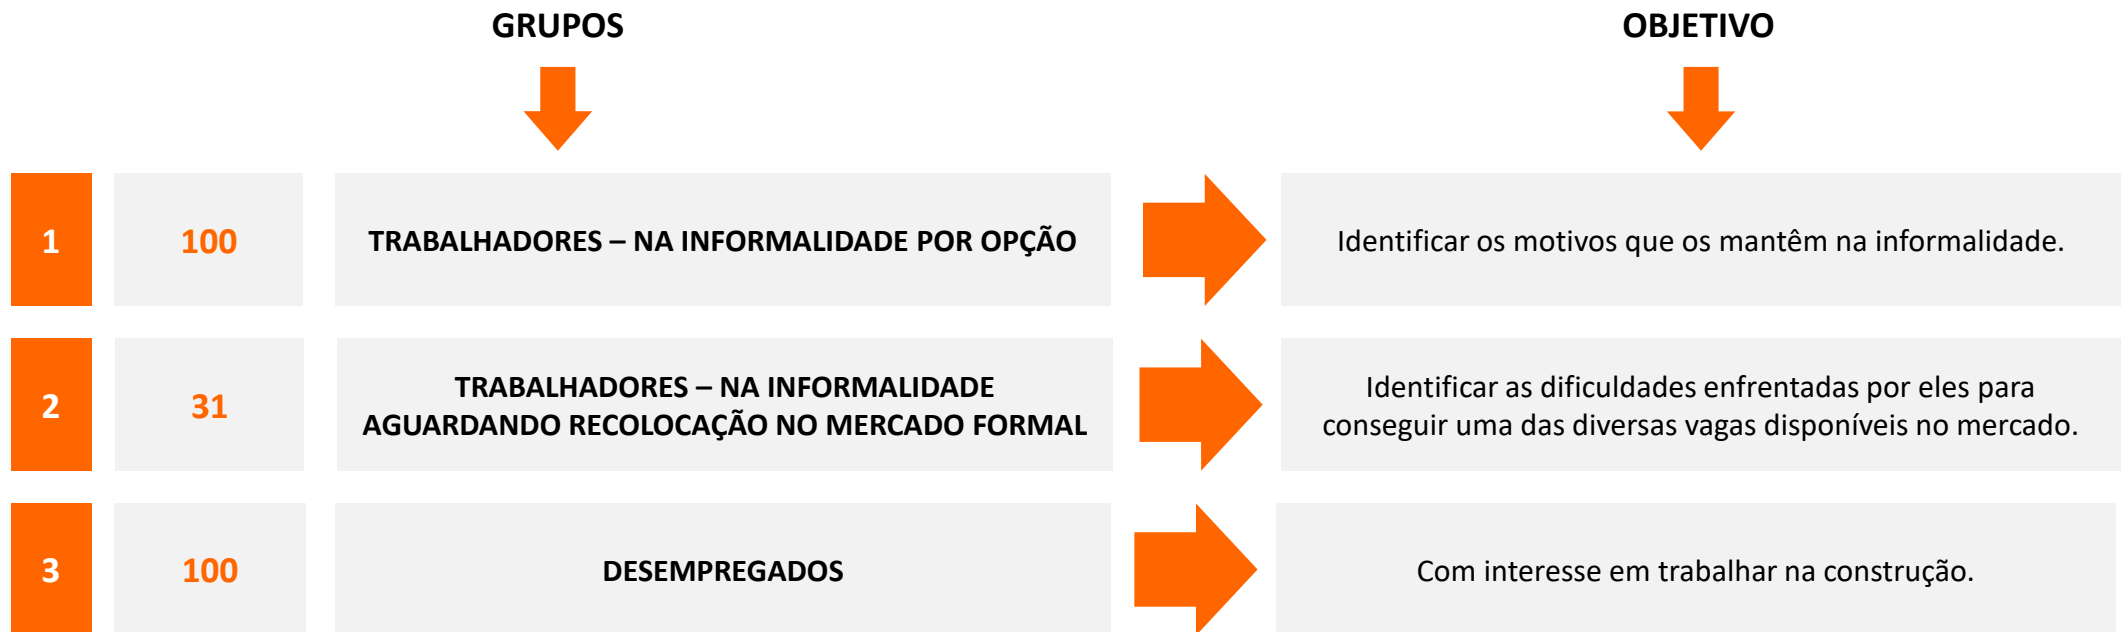 GRUPOS
OBJETIVO
1
100
TRABALHADORES – NA INFORMALIDADE POR OPÇÃO
Identificar os motivos que os mantêm na informalidade.
2
31
TRABALHADORES – NA INFORMALIDADE
AGUARDANDO RECOLOCAÇÃO NO MERCADO FORMAL
Identificar as dificuldades enfrentadas por eles para
conseguir uma das diversas vagas disponíveis no mercado.
3
100
DESEMPREGADOS
Com interesse em trabalhar na construção.